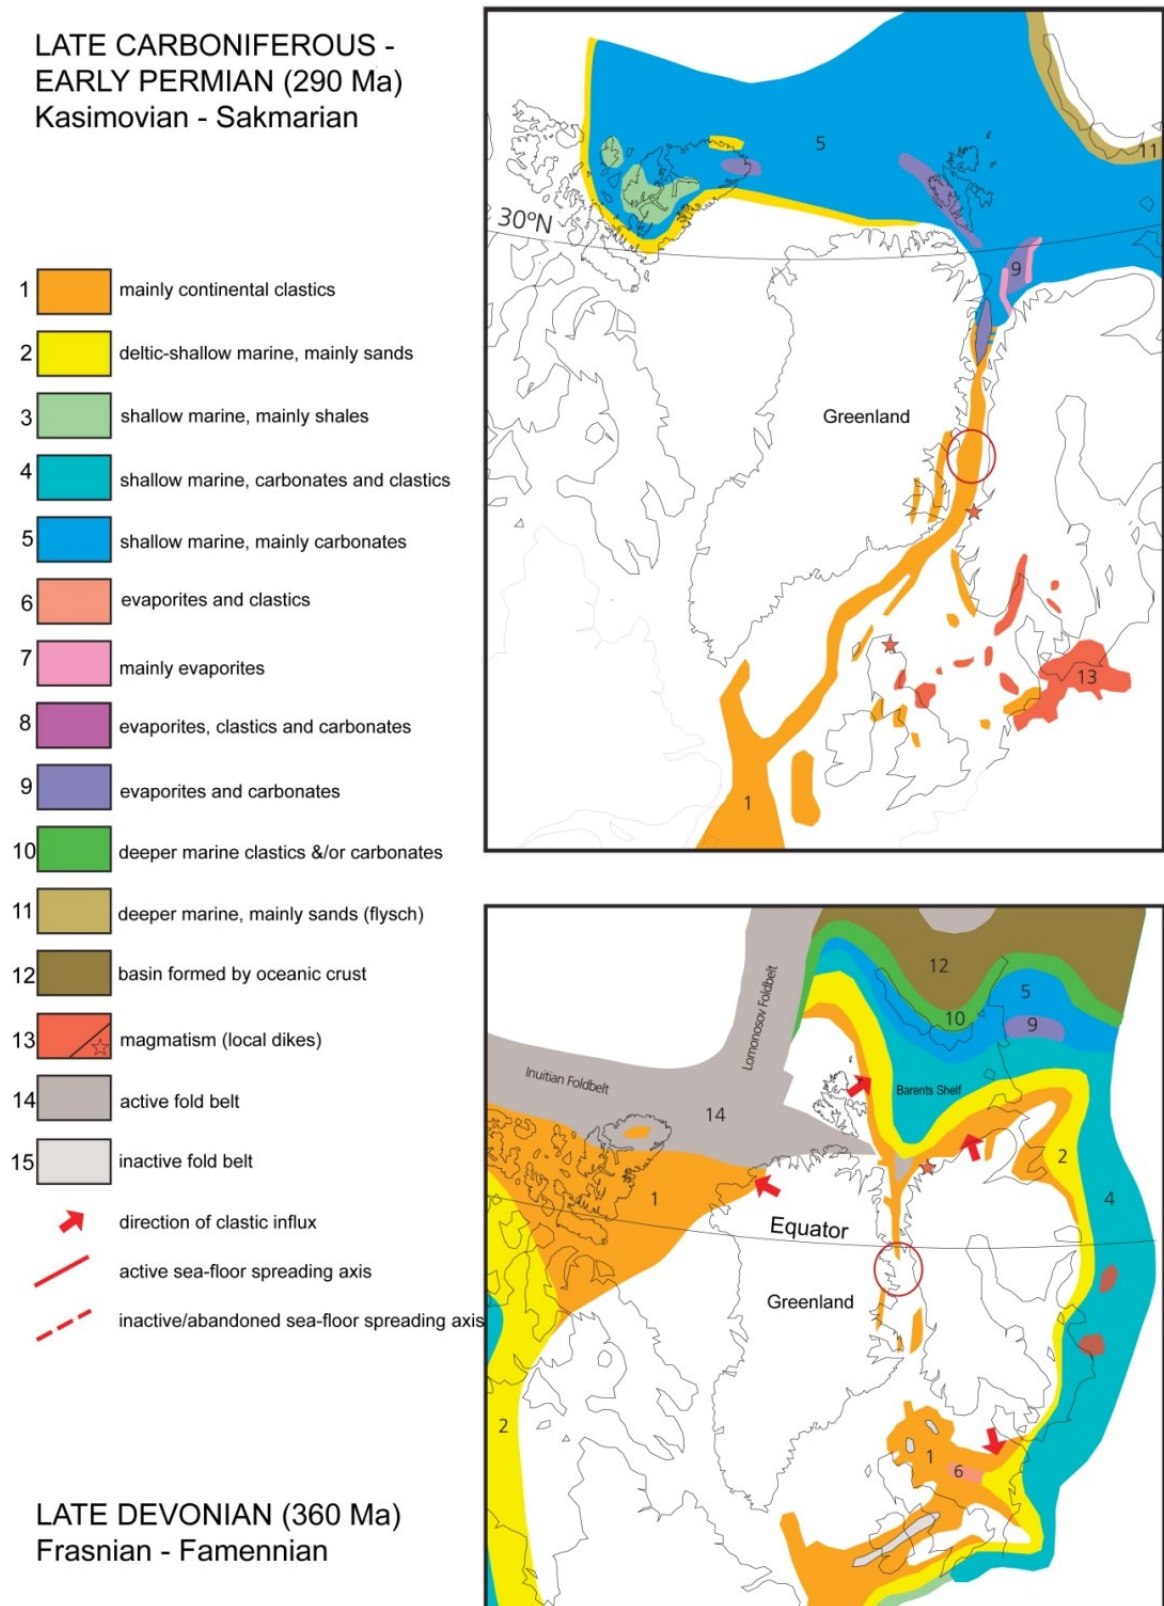 LATE CARBONIFEROUS -
EARLY PERMIAN (290 Ma)
Kasimovian - Sakmarian
1 mainly continental clastics
2 deltic-shallow marine, mainly sands
3 shallow marine, mainly shales
4 shallow marine, carbonates and clastics
5 shallow marine, mainly carbonates
6 evaporites and clastics
7 mainly evaporites
8 evaporites, clastics and carbonates
9 evaporites and carbonates
10 deeper marine clastics &/or carbonates
11 deeper marine, mainly sands (flysch)
12 basin formed by oceanic crust
13 magmatism (local dikes)
14 active fold belt
15 inactive fold belt
direction of clastic influx
active sea-floor spreading axis
inactive/abandoned sea-floor spreading axis
LATE DEVONIAN (360 Ma)
Frasnian - Famennian
5
11
30ºN
9
Greenland
13
1
12
5
10
9
Lomonosov Foldbelt
Inuitian Foldbelt
Barents Shelf
14
2
1
4
Equator
Greenland
2
1
6